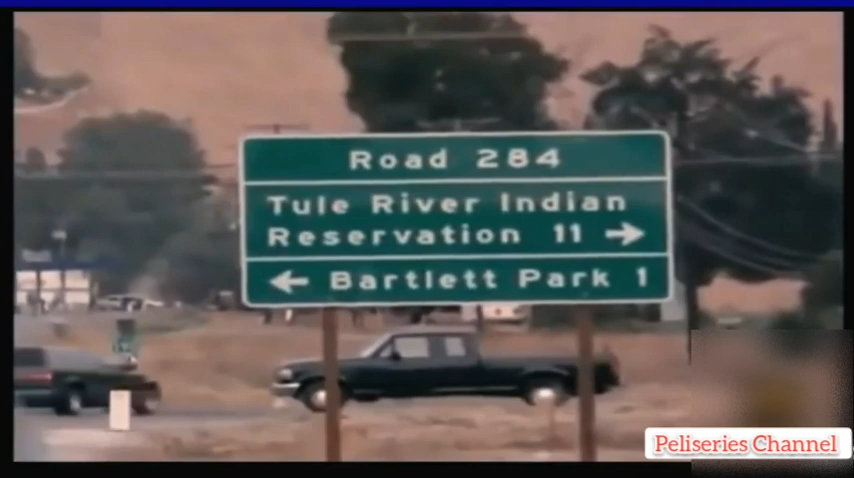 Road 284
Tule River Indian
Reservation 11 →
← Bartlett Park 1
Peliseries Channel